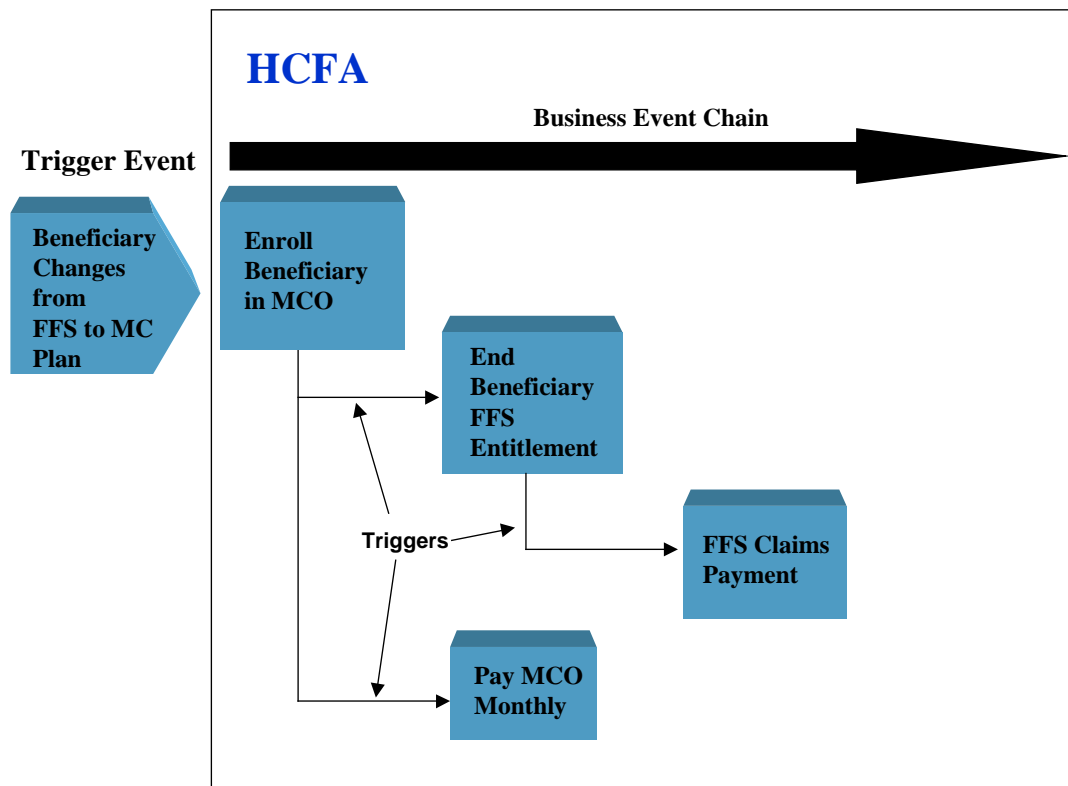 HCFA
Business Event Chain
Trigger Event
Beneficiary
Changes
from
FFS to MC
Plan
Enroll
Beneficiary
in MCO
End
Beneficiary
FFS
Entitlement
Triggers
FFS Claims
Payment
Pay MCO
Monthly